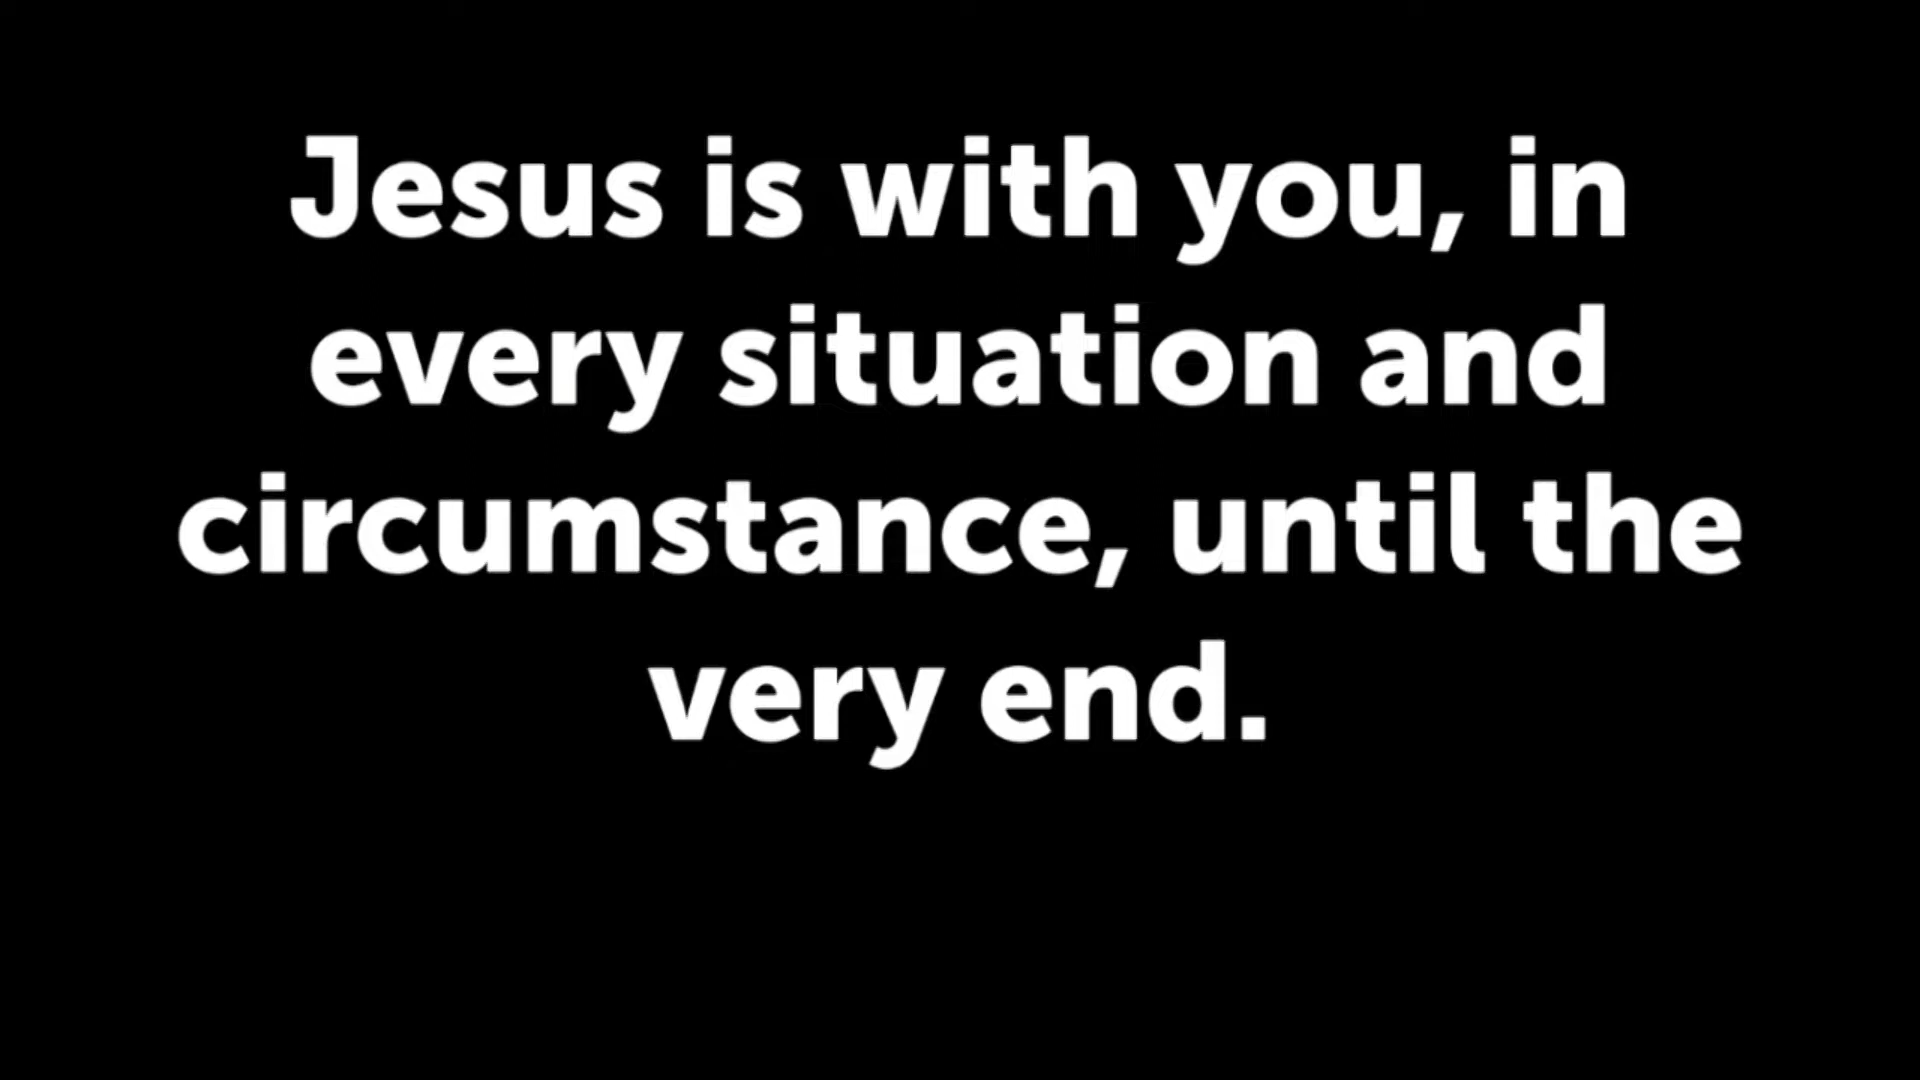 Jesus is with you, in
every situation and
circumstance, until the
very end.